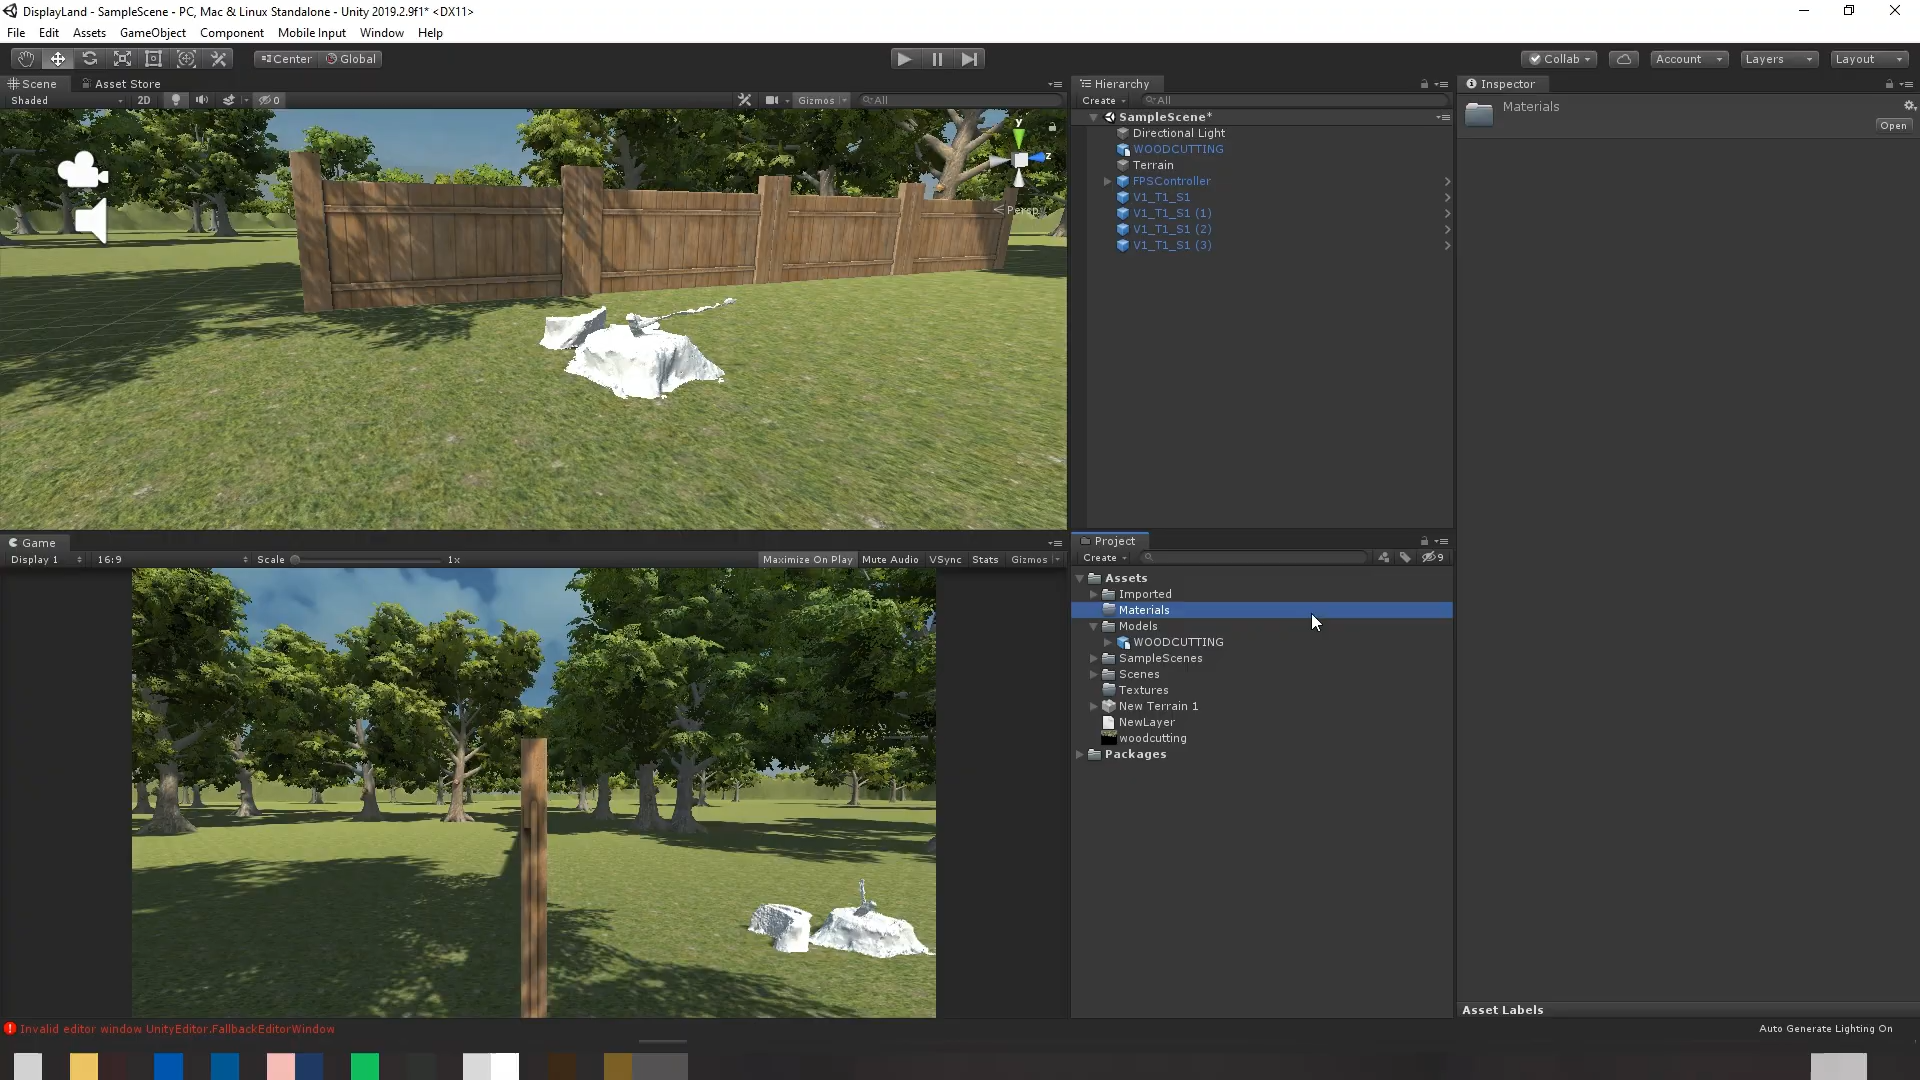 DisplayLand - SampleScene - PC, Mac & Linux Standalone - Unity 2019.2.9f1* <DX11>
File Edit Assets GameObject Component Mobile Input Window Help
Center Global
Collab Account Layers Layout
Scene Asset Store
Shaded 2D 0 Gizmos All
y
z
Persp
Hierarchy
Create All
SampleScene*
Directional Light
WOODCUTTING
Terrain
FPSController
V1_T1_S1
V1_T1_S1 (1)
V1_T1_S1 (2)
V1_T1_S1 (3)
Inspector
Materials
Open
Game
Display 1 16:9 Scale 1x Maximize On Play Mute Audio VSync Stats Gizmos
Project
Create 9
Assets
Imported
Materials
Models
WOODCUTTING
SampleScenes
Scenes
Textures
New Terrain 1
NewLayer
woodcutting
Packages
Asset Labels
Invalid editor window UnityEditor.FallbackEditorWindow
Auto Generate Lighting On